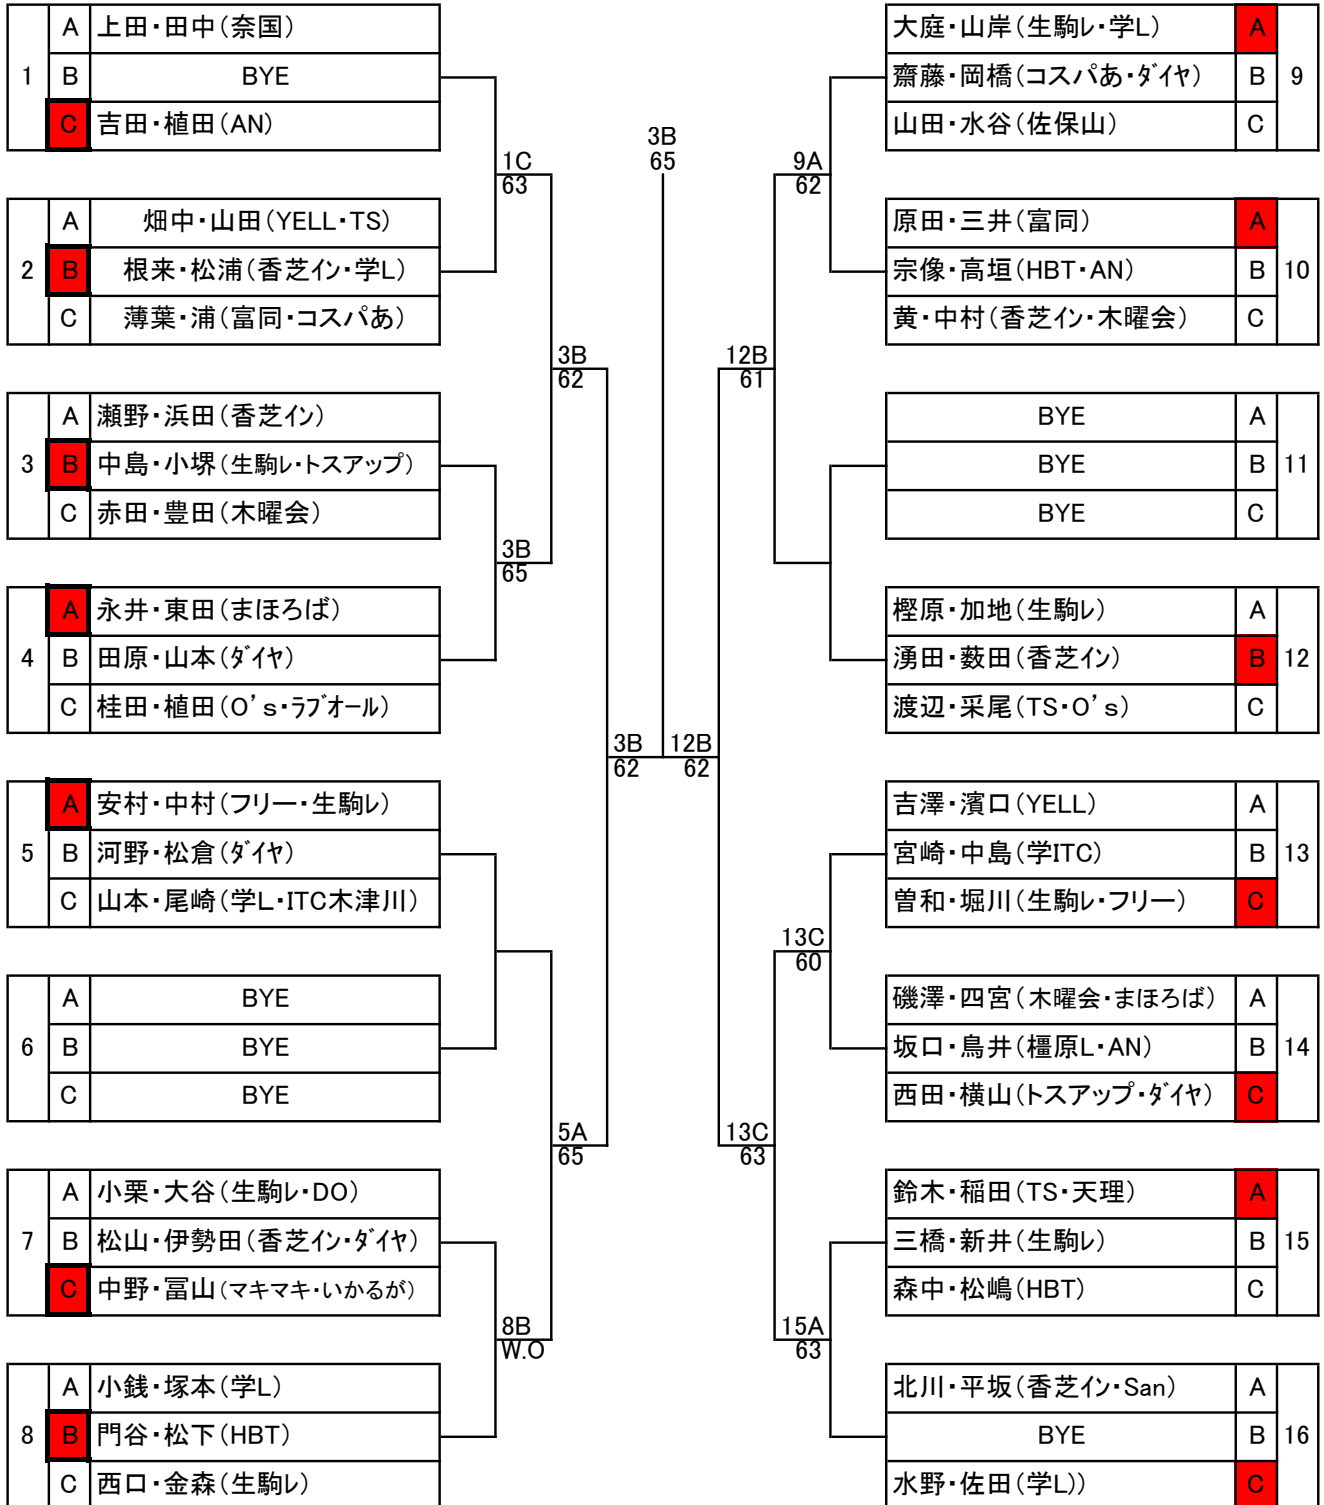 A 上田・田中(奈国)
1 B BYE
C 吉田・植田(AN)
1C
63
A 畑中・山田(YELL・TS)
2 B 根来・松浦(香芝イン・学L)
C 薄葉・浦(富同・コスパあ)
3B
62
A 瀬野・浜田(香芝イン)
3 B 中島・小堺(生駒レ・トスアップ)
C 赤田・豊田(木曜会)
3B
65
A 永井・東田(まほろば)
4 B 田原・山本(ダイヤ)
C 桂田・植田(O's・ラブオール)
3B
62
A 安村・中村(フリー・生駒レ)
5 B 河野・松倉(ダイヤ)
C 山本・尾崎(学L・ITC木津川)
A BYE
6 B BYE
C BYE
5A
65
A 小栗・大谷(生駒レ・DO)
7 B 松山・伊勢田(香芝イン・ダイヤ)
C 中野・冨山(マキマキ・いかるが)
8B
W.O
A 小銭・塚本(学L)
8 B 門谷・松下(HBT)
C 西口・金森(生駒レ)
3B
65
大庭・山岸(生駒レ・学L) A
齋藤・岡橋(コスパあ・ダイヤ) B 9
山田・水谷(佐保山) C
9A
62
原田・三井(富同) A
宗像・高垣(HBT・AN) B 10
黄・中村(香芝イン・木曜会) C
12B
61
BYE A
BYE B 11
BYE C
樫原・加地(生駒レ) A
湧田・薮田(香芝イン) B 12
渡辺・采尾(TS・O's) C
12B
62
吉澤・濱口(YELL) A
宮崎・中島(学ITC) B 13
曽和・堀川(生駒レ・フリー) C
13C
60
磯澤・四宮(木曜会・まほろば) A
坂口・鳥井(橿原L・AN) B 14
西田・横山(トスアップ・ダイヤ) C
13C
63
鈴木・稲田(TS・天理) A
三橋・新井(生駒レ) B 15
森中・松嶋(HBT) C
15A
63
北川・平坂(香芝イン・San) A
BYE B 16
水野・佐田(学L)) C